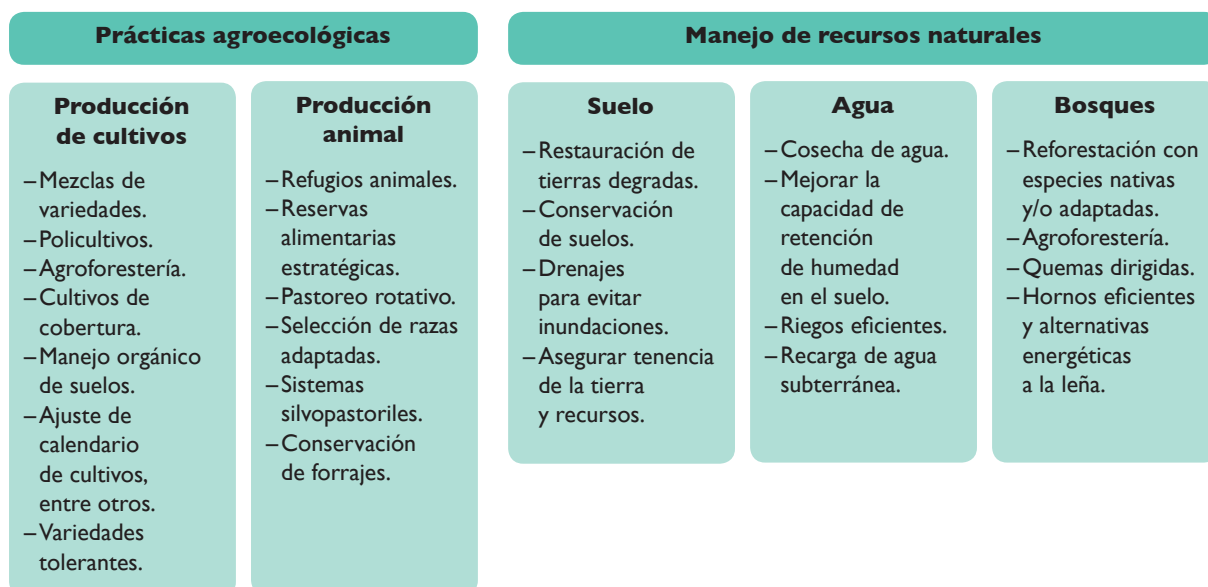 Prácticas agroecológicas
Producción
de cultivos
–Mezclas de
variedades.
–Policultivos.
–Agroforestería.
–Cultivos de
cobertura.
–Manejo orgánico
de suelos.
–Ajuste de
calendario
de cultivos,
entre otros.
–Variedades
tolerantes.
Producción
animal
–Refugios animales.
–Reservas
alimentarias
estratégicas.
–Pastoreo rotativo.
–Selección de razas
adaptadas.
–Sistemas
silvopastoriles.
–Conservación
de forrajes.
Manejo de recursos naturales
Suelo
–Restauración de
tierras degradadas.
–Conservación
de suelos.
–Drenajes
para evitar
inundaciones.
–Asegurar tenencia
de la tierra
y recursos.
Agua
–Cosecha de agua.
–Mejorar la
capacidad de
retención
de humedad
en el suelo.
–Riegos eficientes.
–Recarga de agua
subterránea.
Bosques
–Reforestación con
especies nativas
y/o adaptadas.
–Agroforestería.
–Quemas dirigidas.
–Hornos eficientes
y alternativas
energéticas
a la leña.